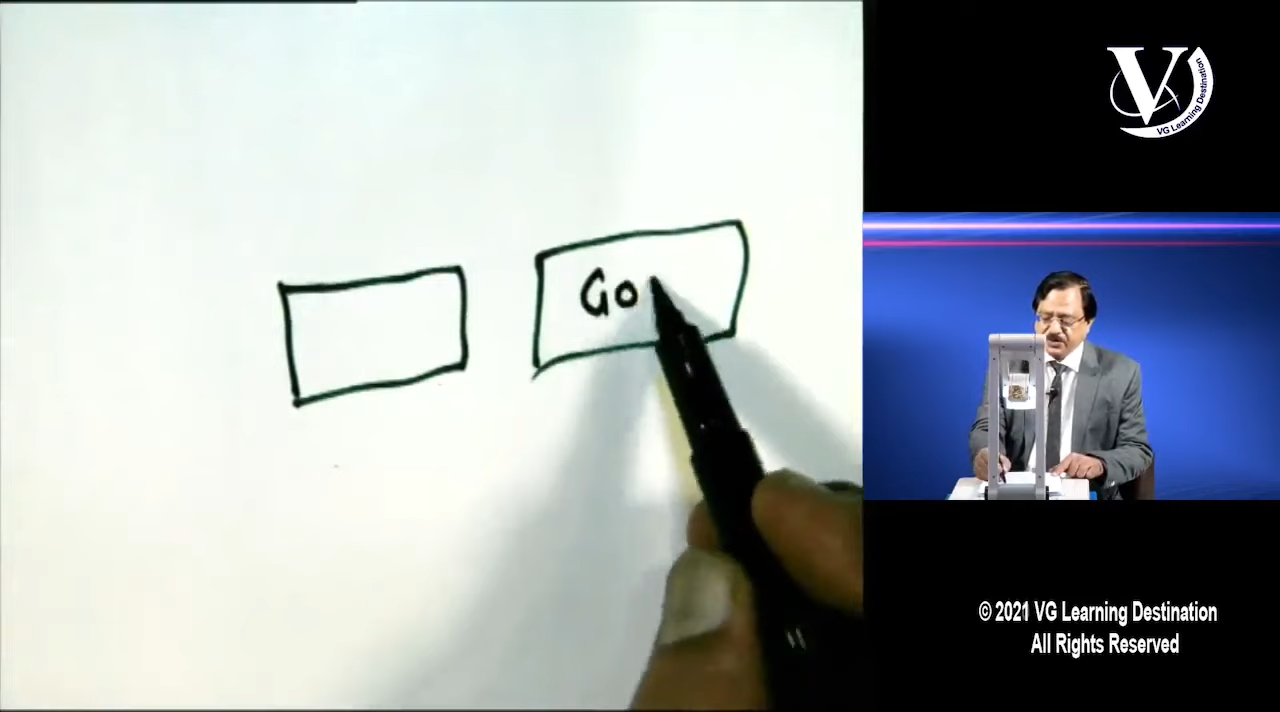 Go
V
VG Learning Destination
© 2021 VG Learning Destination
All Rights Reserved